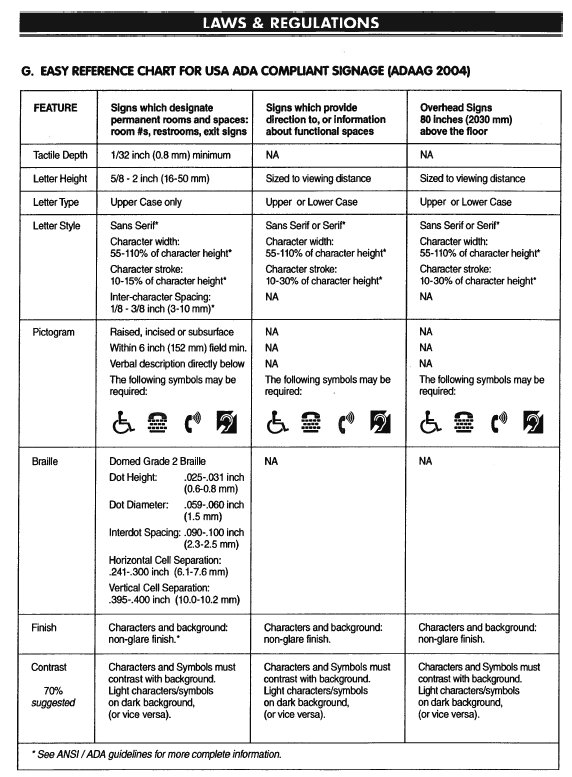 LAWS & REGULATIONS
G. EASY REFERENCE CHART FOR USA ADA COMPLIANT SIGNAGE (ADAAG 2004)
FEATURE
Signs which designate
permanent rooms and spaces:
room #s, restrooms, exit signs
Signs which provide
direction to, or information
about functional spaces
Overhead Signs
80 inches (2030 mm)
above the floor
Tactile Depth
1/32 inch (0.8 mm) minimum
NA
NA
Letter Height
5/8 - 2 inch (16-50 mm)
Sized to viewing distance
Sized to viewing distance
Letter Type
Upper Case only
Upper or Lower Case
Upper or Lower Case
Letter Style
Sans Serif*
Character width:
55-110% of character height*
Character stroke:
10-15% of character height*
Inter-character Spacing:
1/8 - 3/8 inch (3-10 mm)*
Sans Serif or Serif*
Character width:
55-110% of character height*
Character stroke:
10-30% of character height*
NA
Sans Serif or Serif*
Character width:
55-110% of character height*
Character stroke:
10-30% of character height*
NA
Pictogram
Raised, incised or subsurface
Within 6 inch (152 mm) field min.
Verbal description directly below
The following symbols may be
required:
NA
NA
NA
The following symbols may be
required:
NA
NA
NA
The following symbols may be
required:
Braille
Domed Grade 2 Braille
Dot Height: .025-.031 inch
(0.6-0.8 mm)
Dot Diameter: .059-.060 inch
(1.5 mm)
Interdot Spacing: .090-.100 inch
(2.3-2.5 mm)
Horizontal Cell Separation:
.241-.300 inch (6.1-7.6 mm)
Vertical Cell Separation:
.395-.400 inch (10.0-10.2 mm)
NA
NA
Finish
Characters and background:
non-glare finish.*
Characters and background:
non-glare finish.
Characters and background:
non-glare finish.
Contrast
70%
suggested
Characters and Symbols must
contrast with background.
Light characters/symbols
on dark background,
(or vice versa).
Characters and Symbols must
contrast with background.
Light characters/symbols
on dark background,
(or vice versa).
Characters and Symbols must
contrast with background.
Light characters/symbols
on dark background,
(or vice versa).
* See ANSI / ADA guidelines for more complete information.